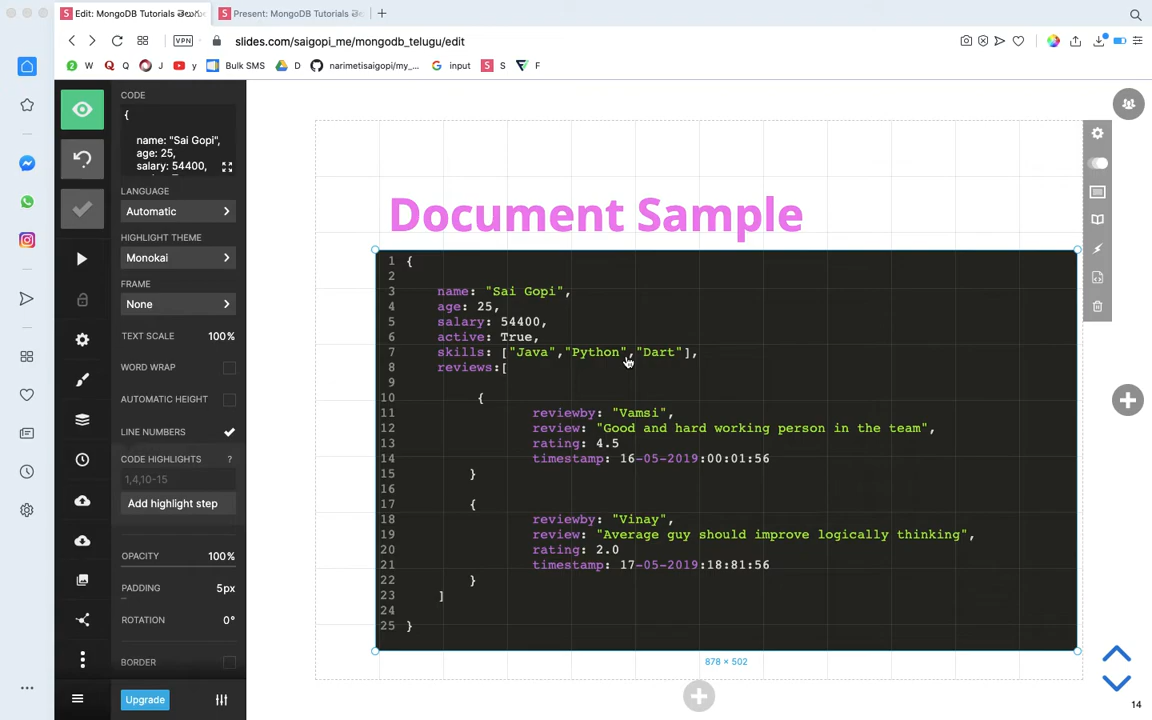 Edit: MongoDB Tutorials తెలుగు
Present: MongoDB Tutorials తె
VPN
slides.com/saigopi_me/mongodb_telugu/edit
W
Q
J
y
Bulk SMS
D
narimetisaigopi/my_...
input
S
F
CODE
{
name: "Sai Gopi",
age: 25,
salary: 54400,
LANGUAGE
Automatic
HIGHLIGHT THEME
Monokai
FRAME
None
TEXT SCALE 100%
WORD WRAP
AUTOMATIC HEIGHT
LINE NUMBERS
CODE HIGHLIGHTS ?
1,4,10-15
Add highlight step
OPACITY 100%
PADDING 5px
ROTATION 0°
BORDER
Upgrade
Document Sample
1 {
2
3 name: "Sai Gopi",
4 age: 25,
5 salary: 54400,
6 active: True,
7 skills: ["Java","Python","Dart"],
8 reviews:[
9
10 {
11 reviewby: "Vamsi",
12 review: "Good and hard working person in the team",
13 rating: 4.5
14 timestamp: 16-05-2019:00:01:56
15 }
16
17 {
18 reviewby: "Vinay",
19 review: "Average guy should improve logically thinking",
20 rating: 2.0
21 timestamp: 17-05-2019:18:81:56
22 }
23 ]
24
25 }
878 × 502
14